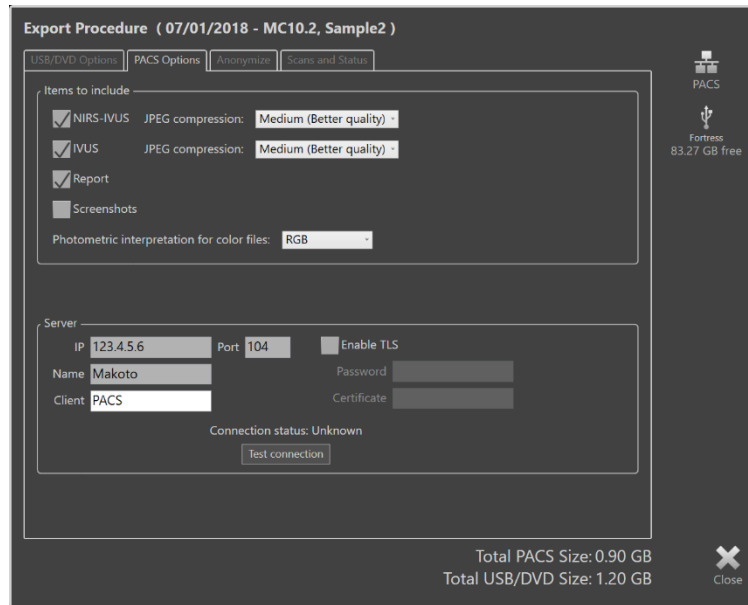 Export Procedure ( 07/01/2018 - MC10.2, Sample2 )
USB/DVD Options PACS Options Anonymize Scans and Status
PACS
Fortress
83.27 GB free
Items to include
NIRS-IVUS JPEG compression: Medium (Better quality)
IVUS JPEG compression: Medium (Better quality)
Report
Screenshots
Photometric interpretation for color files: RGB
Server
IP 123.4.5.6 Port 104 Enable TLS
Name Makoto Password
Client PACS Certificate
Connection status: Unknown
Test connection
Total PACS Size: 0.90 GB
Total USB/DVD Size: 1.20 GB
Close